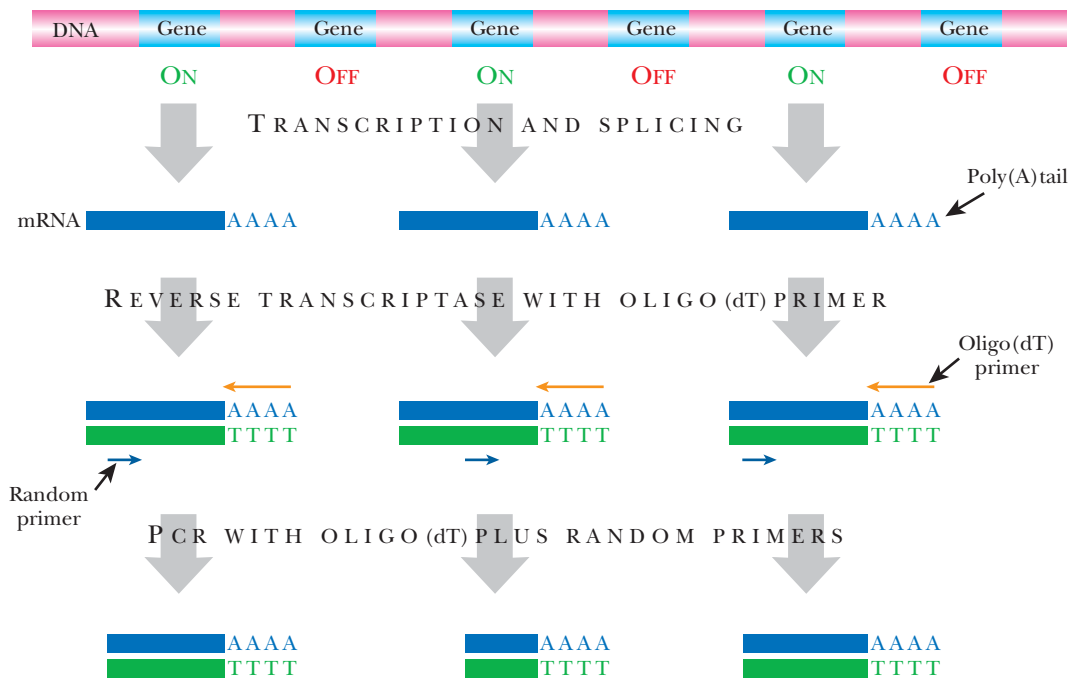 DNA Gene Gene Gene Gene Gene Gene
ON OFF ON OFF ON OFF
TRANSCRIPTION AND SPLICING
Poly(A)tail
mRNA AAAA AAAA AAAA
REVERSE TRANSCRIPTASE WITH OLIGO (dT) PRIMER
Oligo(dT)
primer
AAAA AAAA AAAA
TTTT TTTT TTTT
Random
primer
PCR WITH OLIGO (dT) PLUS RANDOM PRIMERS
AAAA AAAA AAAA
TTTT TTTT TTTT